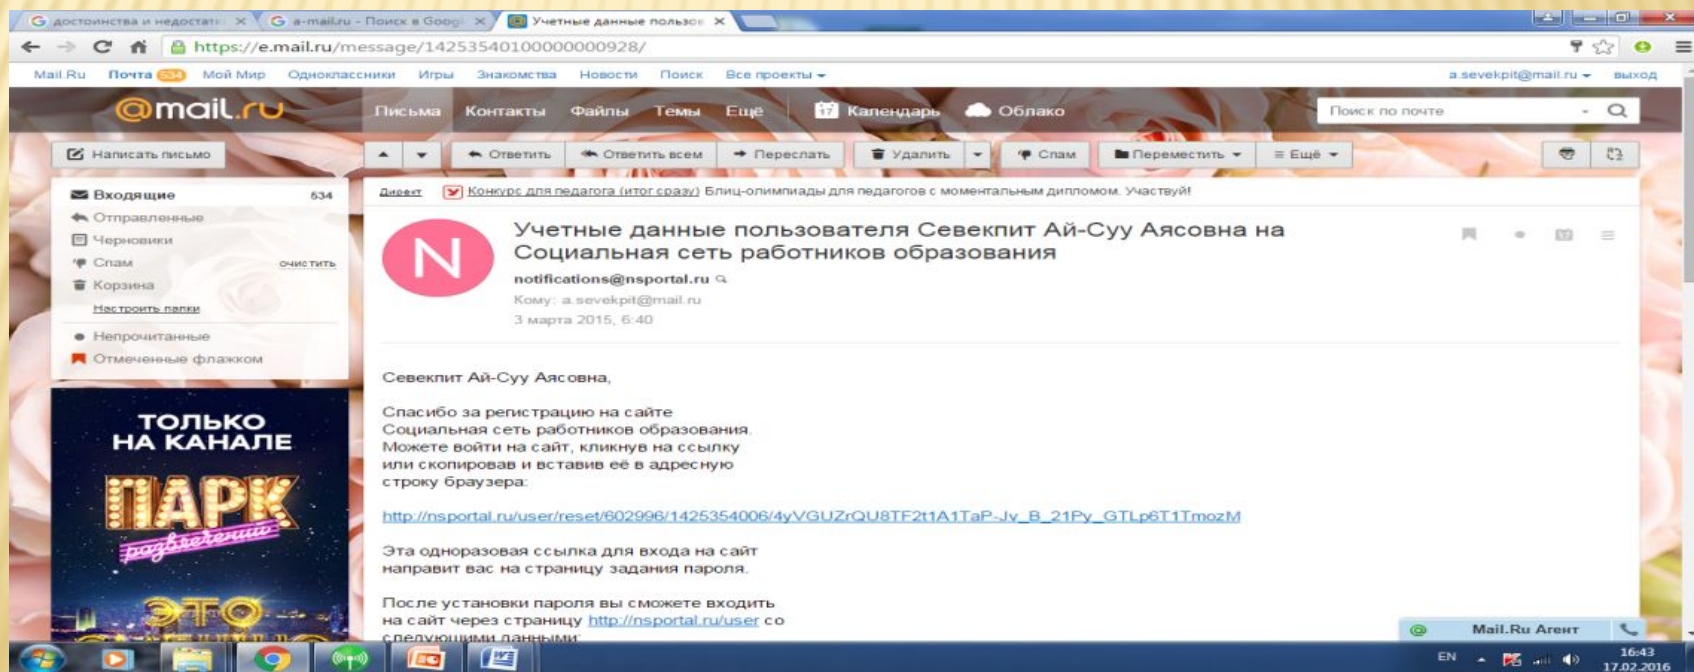 достоинства и недостатк
a-mail.ru - Поиск в Googl
Учетные данные пользов
https://e.mail.ru/message/14253540100000000928/
Mail.Ru Почта 534 Мой Мир Одноклассники Игры Знакомства Новости Поиск Все проекты a.sevekpit@mail.ru выход
@mail.ru Письма Контакты Файлы Темы Ещё 17 Календарь Облако Поиск по почте
Написать письмо Ответить Ответить всем Переслать Удалить Спам Переместить Ещё
Входящие 534
Отправленные
Черновики
Спам очистить
Корзина
Настроить папки
Непрочитанные
Отмеченные флажком
ТОЛЬКО
НА КАНАЛЕ
ПАРК
развлечений
ЭТО
Директ Конкурс для педагога (итог сразу) Блиц-олимпиады для педагогов с моментальным дипломом. Участвуй!
N
Учетные данные пользователя Севекпит Ай-Суу Аясовна на
Социальная сеть работников образования
notifications@nsportal.ru
Кому: a.sevekpit@mail.ru
3 марта 2015, 6:40
Севекпит Ай-Суу Аясовна,
Спасибо за регистрацию на сайте
Социальная сеть работников образования.
Можете войти на сайт, кликнув на ссылку
или скопировав и вставив её в адресную
строку браузера:
http://nsportal.ru/user/reset/602996/1425354006/4yVGUZrQU8TF2t1A1TaP-Jv_B_21Py_GTLp6T1TmozM
Эта одноразовая ссылка для входа на сайт
направит вас на страницу задания пароля.
После установки пароля вы сможете входить
на сайт через страницу http://nsportal.ru/user со
следующими данными:
Mail.Ru Агент
EN 16:43
17.02.2016